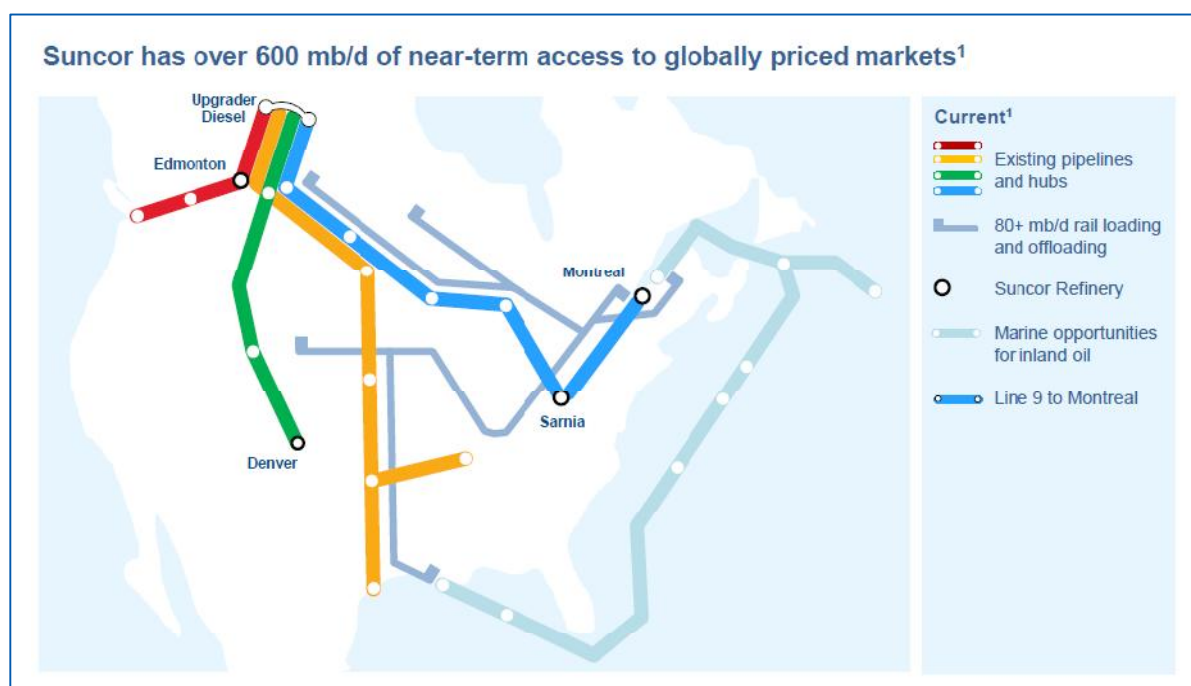 Suncor has over 600 mb/d of near-term access to globally priced markets¹
Upgrader
Diesel
Edmonton
Montreal
Sarnia
Denver
Current¹
Existing pipelines
and hubs
80+ mb/d rail loading
and offloading
Suncor Refinery
Marine opportunities
for inland oil
Line 9 to Montreal